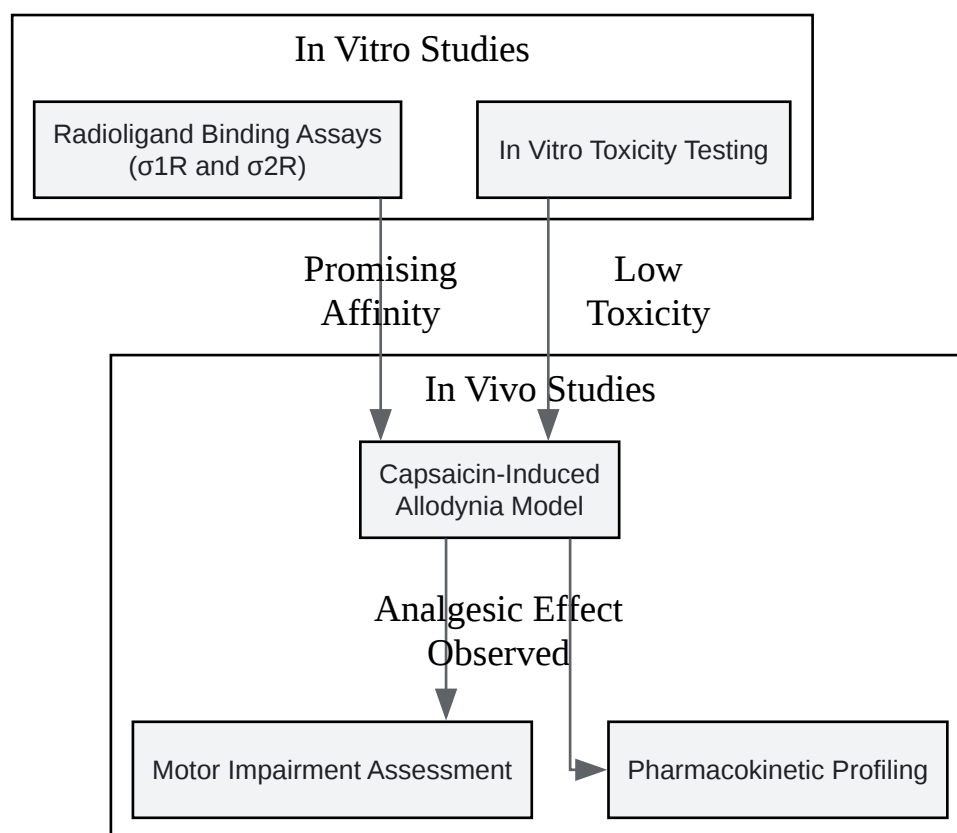 In Vitro Studies
Radioligand Binding Assays
(σ1R and σ2R)
In Vitro Toxicity Testing
Promising
Affinity
Low
Toxicity
In Vivo Studies
Capsaicin-Induced
Allodynia Model
Analgesic Effect
Observed
Motor Impairment Assessment
Pharmacokinetic Profiling